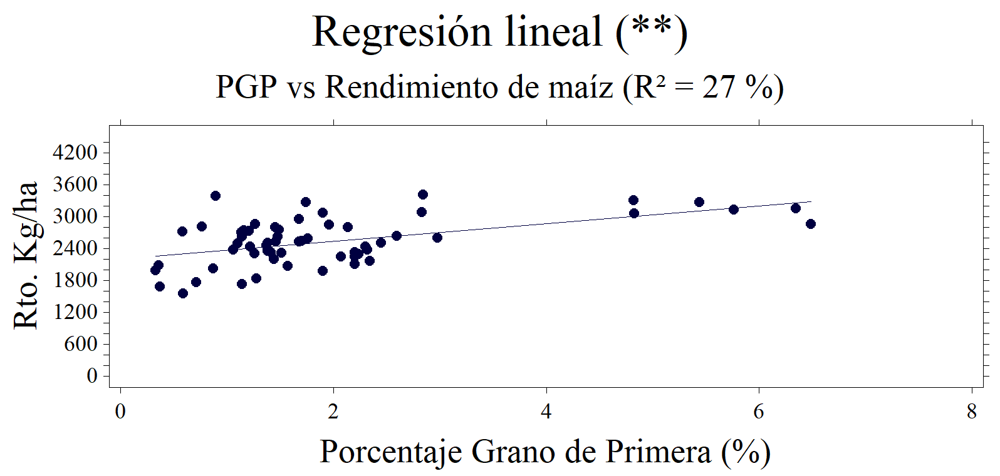 Regresión lineal (**)
PGP vs Rendimiento de maíz (R² = 27 %)
Rto. Kg/ha
4200
3600
3000
2400
1800
1200
600
0
0 2 4 6 8
Porcentaje Grano de Primera (%)